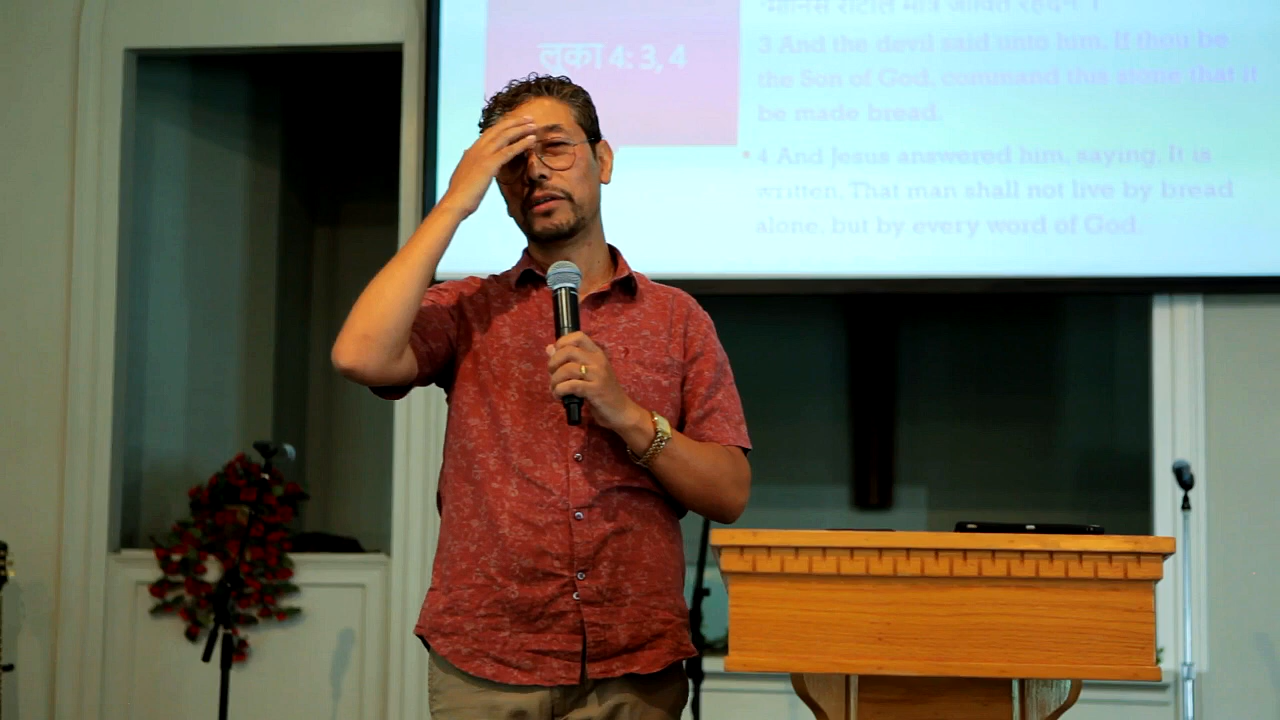 लूका 4: 3, 4
3 And the devil said unto him, If thou be
the Son of God, command this stone that it
be made bread.
4 And Jesus answered him, saying, It is
written, That man shall not live by bread
alone, but by every word of God.